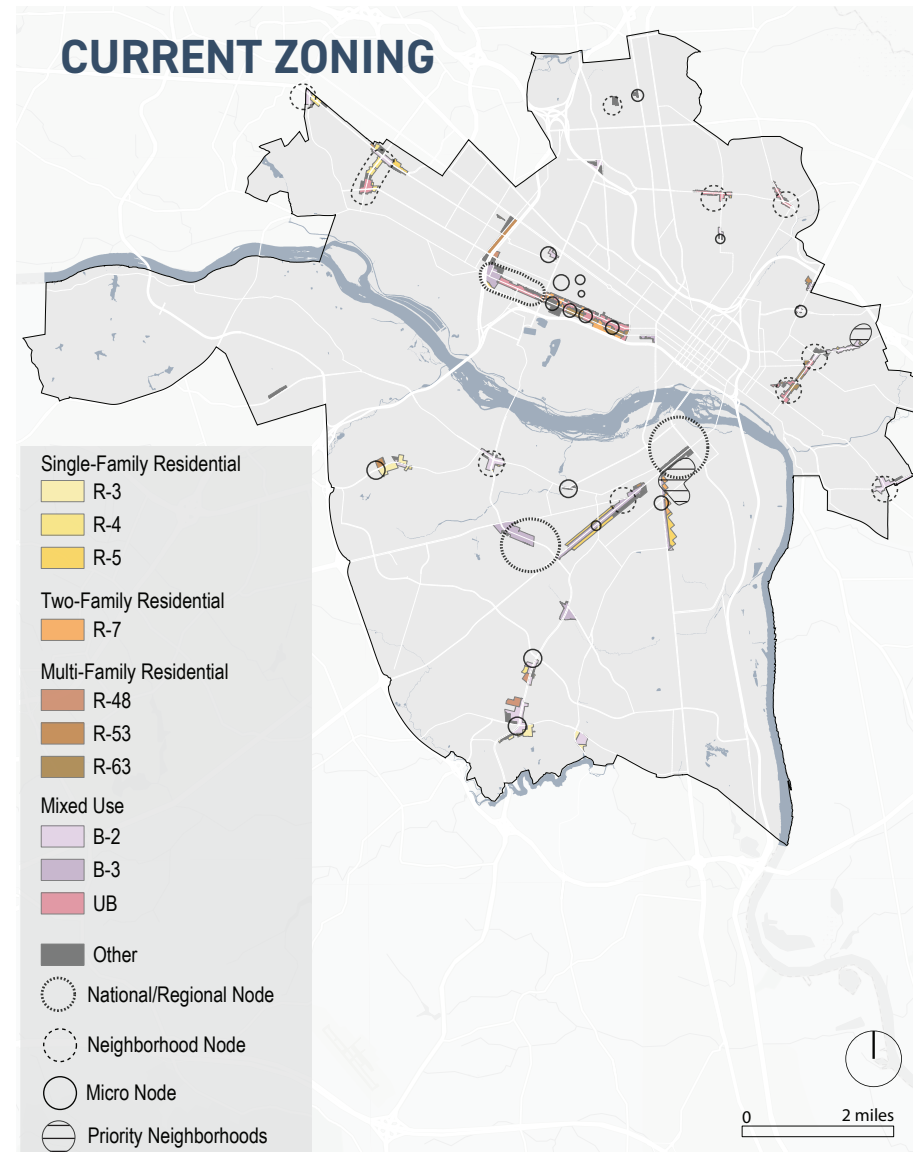 CURRENT ZONING
Single-Family Residential
R-3
R-4
R-5
Two-Family Residential
R-7
Multi-Family Residential
R-48
R-53
R-63
Mixed Use
B-2
B-3
UB
Other
National/Regional Node
Neighborhood Node
Micro Node
Priority Neighborhoods
0 2 miles